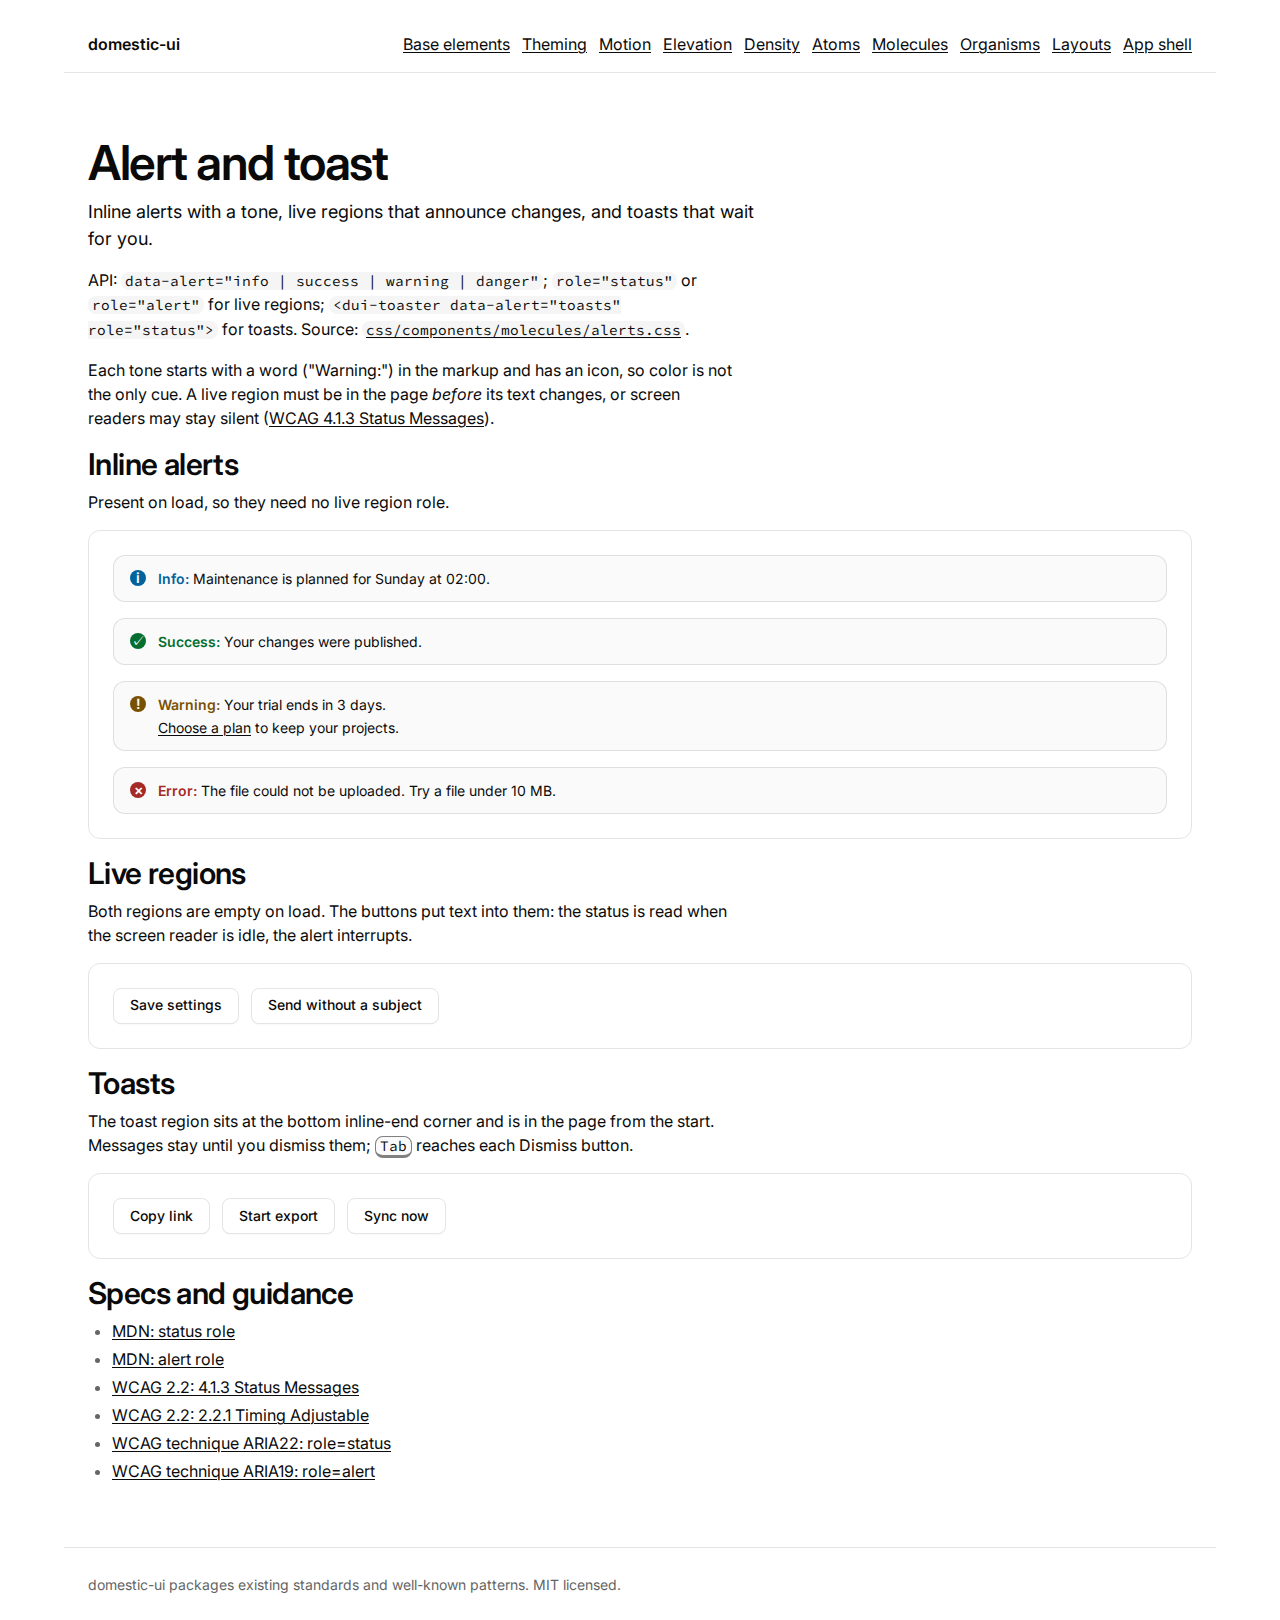 domestic-ui
Base elements Theming Motion Elevation Density Atoms Molecules Organisms Layouts App shell
Alert and toast
Inline alerts with a tone, live regions that announce changes, and toasts that wait
for you.
API: data-alert="info | success | warning | danger"; role="status" or
role="alert" for live regions; <dui-toaster data-alert="toasts"
role="status"> for toasts. Source: css/components/molecules/alerts.css.
Each tone starts with a word ("Warning:") in the markup and has an icon, so color is not
the only cue. A live region must be in the page before its text changes, or screen
readers may stay silent (WCAG 4.1.3 Status Messages).
Inline alerts
Present on load, so they need no live region role.
Info: Maintenance is planned for Sunday at 02:00.
Success: Your changes were published.
Warning: Your trial ends in 3 days.
Choose a plan to keep your projects.
Error: The file could not be uploaded. Try a file under 10 MB.
Live regions
Both regions are empty on load. The buttons put text into them: the status is read when
the screen reader is idle, the alert interrupts.
Save settings Send without a subject
Toasts
The toast region sits at the bottom inline-end corner and is in the page from the start.
Messages stay until you dismiss them; Tab reaches each Dismiss button.
Copy link Start export Sync now
Specs and guidance
MDN: status role
MDN: alert role
WCAG 2.2: 4.1.3 Status Messages
WCAG 2.2: 2.2.1 Timing Adjustable
WCAG technique ARIA22: role=status
WCAG technique ARIA19: role=alert
domestic-ui packages existing standards and well-known patterns. MIT licensed.